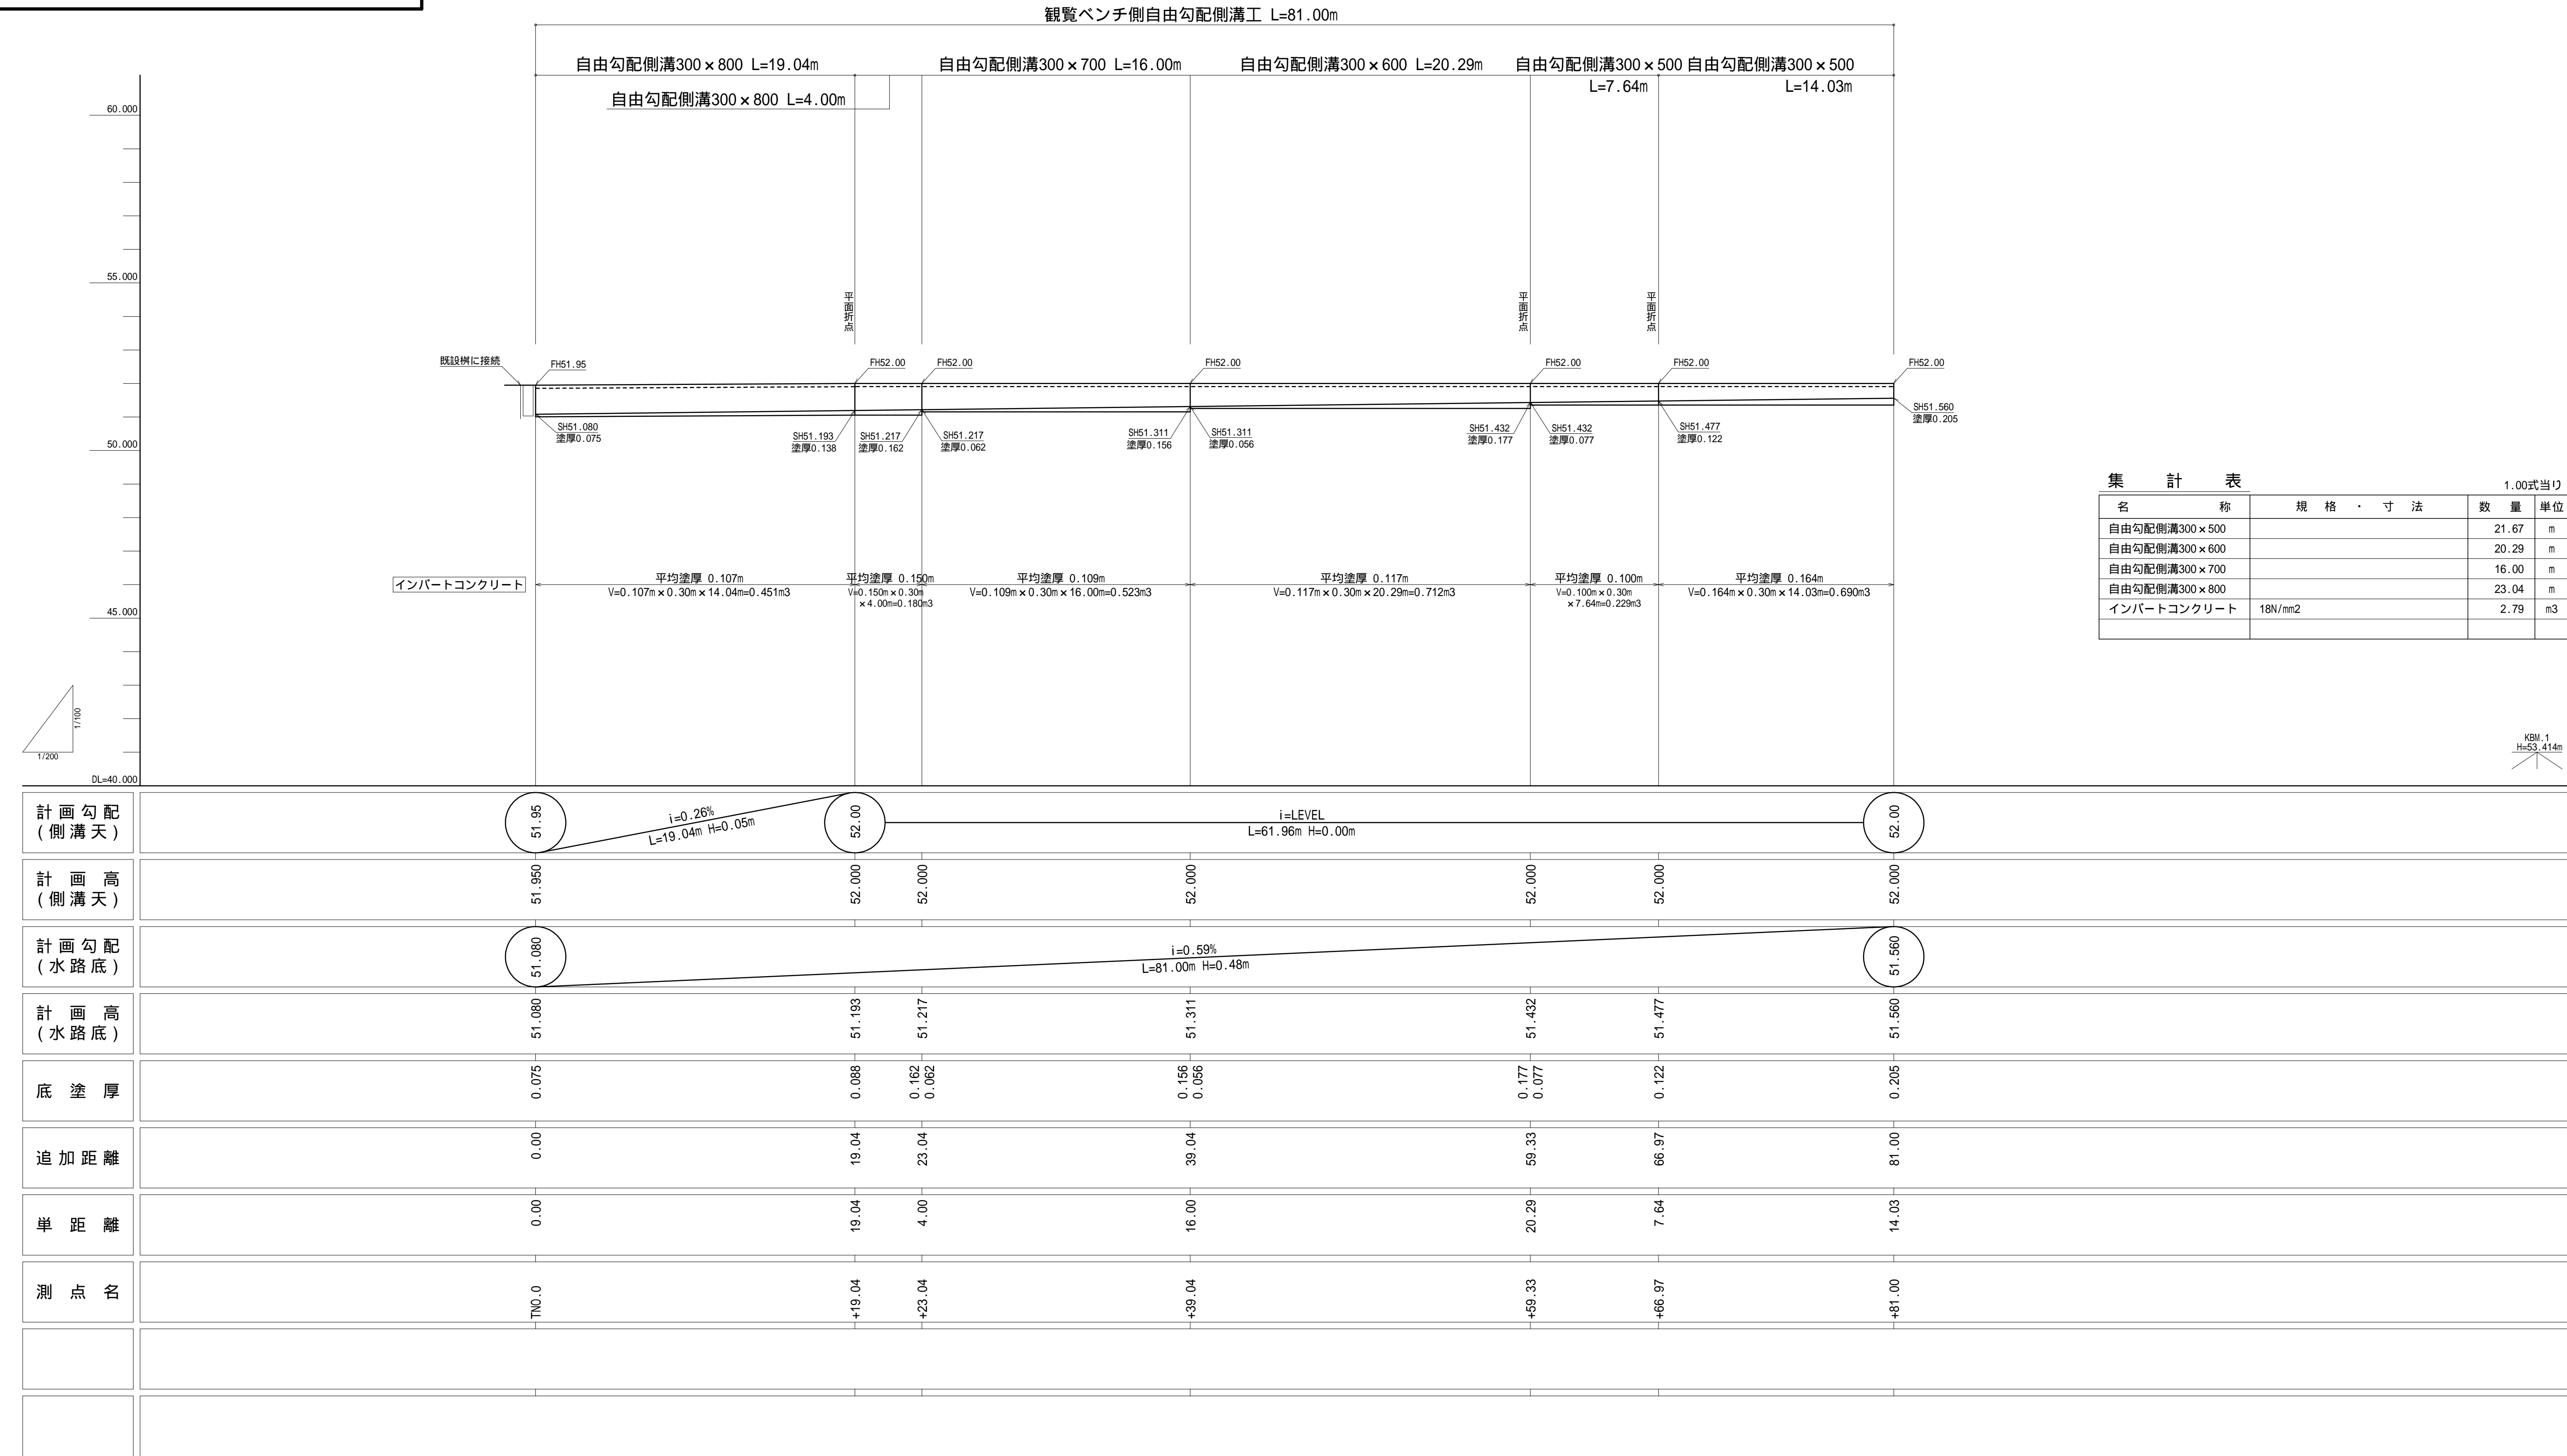 観覧ベンチ側自由勾配側溝工 L=81.00m
自由勾配側溝300×800 L=19.04m
自由勾配側溝300×700 L=16.00m
自由勾配側溝300×600 L=20.29m
自由勾配側溝300×500
L=7.64m
自由勾配側溝300×500
L=14.03m
自由勾配側溝300×800 L=4.00m
60.000
55.000
50.000
45.000
DL=40.000
1/100
1/200
平面折点
平面折点
平面折点
既設桝に接続
FH51.95
FH52.00
FH52.00
FH52.00
FH52.00
FH52.00
FH52.00
SH51.080
塗厚0.075
SH51.193
塗厚0.138
SH51.217
塗厚0.162
SH51.217
塗厚0.062
SH51.311
塗厚0.156
SH51.311
塗厚0.056
SH51.432
塗厚0.177
SH51.432
塗厚0.077
SH51.477
塗厚0.122
SH51.560
塗厚0.205
インバートコンクリート
平均塗厚 0.107m
V=0.107m×0.30m×14.04m=0.451m3
平均塗厚 0.150m
V=0.150m×0.30m
×4.00m=0.180m3
平均塗厚 0.109m
V=0.109m×0.30m×16.00m=0.523m3
平均塗厚 0.117m
V=0.117m×0.30m×20.29m=0.712m3
平均塗厚 0.100m
V=0.100m×0.30m
×7.64m=0.229m3
平均塗厚 0.164m
V=0.164m×0.30m×14.03m=0.690m3
集 計 表
1.00式当り
名 称 規 格 ・ 寸 法 数 量 単位
自由勾配側溝300×500 21.67 m
自由勾配側溝300×600 20.29 m
自由勾配側溝300×700 16.00 m
自由勾配側溝300×800 23.04 m
インバートコンクリート 18N/mm2 2.79 m3
KBM.1
H=53.414m
計画勾配
(側溝天)
51.95
i=0.26%
L=19.04m H=0.05m
52.00
i=LEVEL
L=61.96m H=0.00m
52.00
計 画 高
(側溝天)
51.950 52.000 52.000 52.000 52.000 52.000 52.000
計画勾配
(水路底)
51.080
i=0.59%
L=81.00m H=0.48m
51.560
計 画 高
(水路底)
51.080 51.193 51.217 51.311 51.432 51.477 51.560
底 塗 厚
0.075 0.088 0.162 0.062 0.156 0.056 0.177 0.077 0.122 0.205
追加距離
0.00 19.04 23.04 39.04 59.33 66.97 81.00
単 距 離
0.00 19.04 4.00 16.00 20.29 7.64 14.03
測 点 名
TNO.0 +19.04 +23.04 +39.04 +59.33 +66.97 +81.00